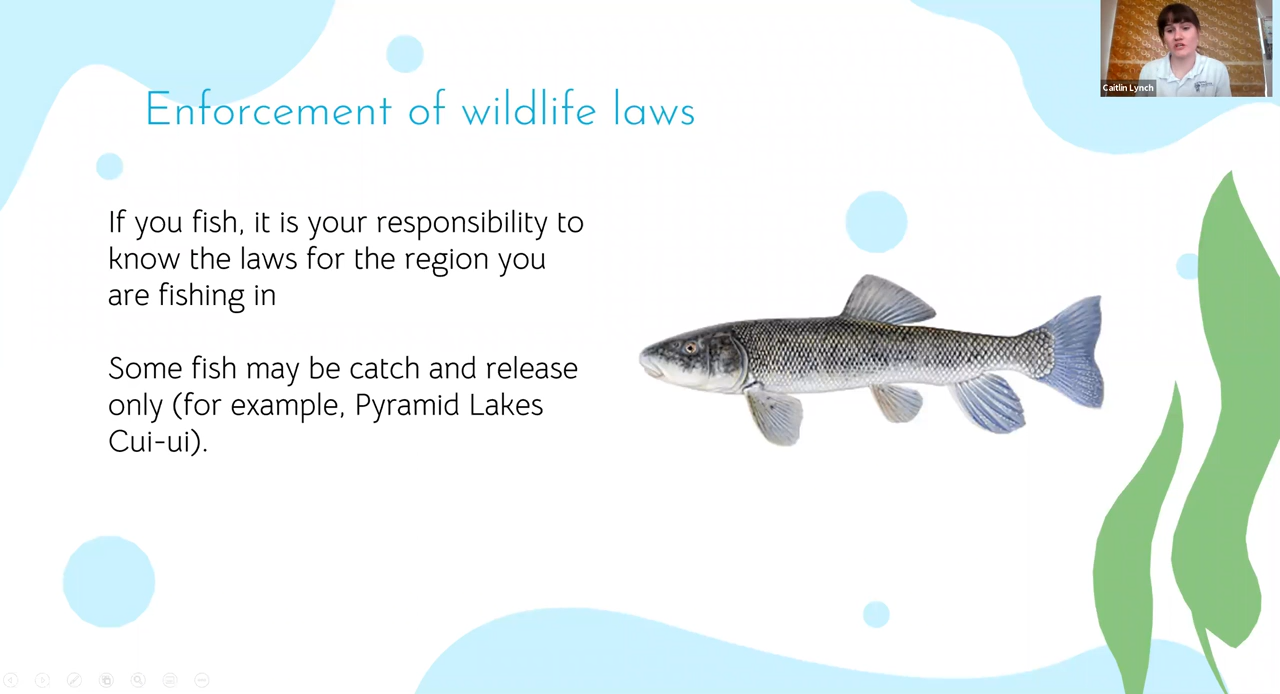 Caitlin Lynch
Enforcement of wildlife laws
If you fish, it is your responsibility to
know the laws for the region you
are fishing in
Some fish may be catch and release
only (for example, Pyramid Lakes
Cui-ui).